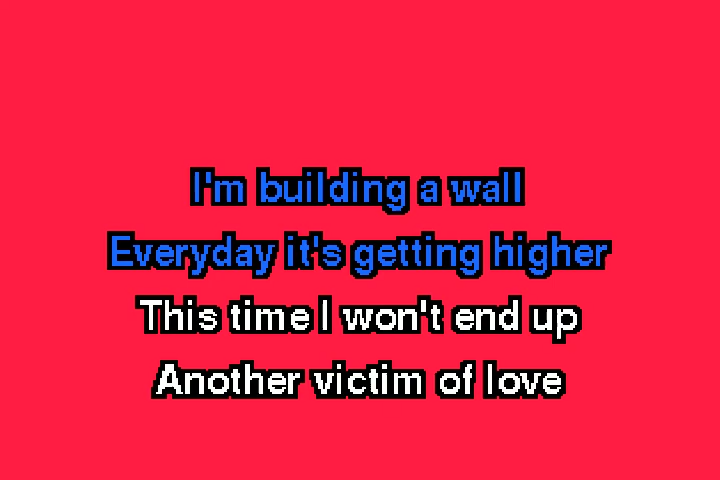 I'm building a wall
Everyday it's getting higher
This time I won't end up
Another victim of love